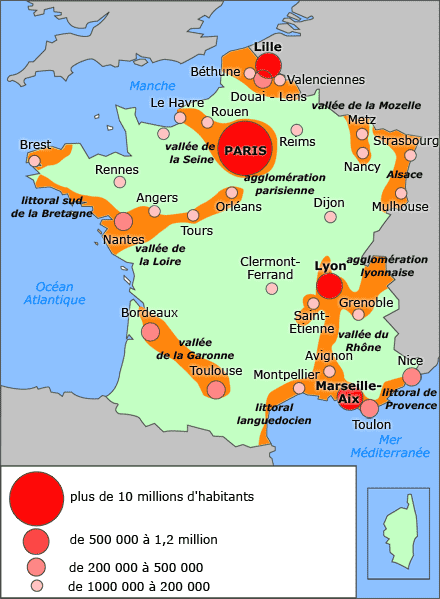 Lille
Béthune
Valenciennes
Manche
Douai - Lens
Le Havre
Rouen
vallée de la Mozelle
Metz
Brest
vallée de
la Seine
PARIS
Reims
Strasbourg
Rennes
agglomération
parisienne
Nancy
Alsace
littoral sud
de la Bretagne
Angers
Orléans
Dijon
Mulhouse
Nantes
Tours
vallée de
la Loire
Clermont-
Ferrand
Lyon
agglomération
lyonnaise
Océan
Atlantique
Grenoble
Bordeaux
Saint-
Etienne
vallée du
Rhône
vallée
de la Garonne
Avignon
Nice
Toulouse
Montpellier
Marseille-
Aix
littoral de
Provence
littoral
languedocien
Toulon
Mer
Méditerranée
plus de 10 millions d'habitants
de 500 000 à 1,2 million
de 200 000 à 500 000
de 1000 000 à 200 000